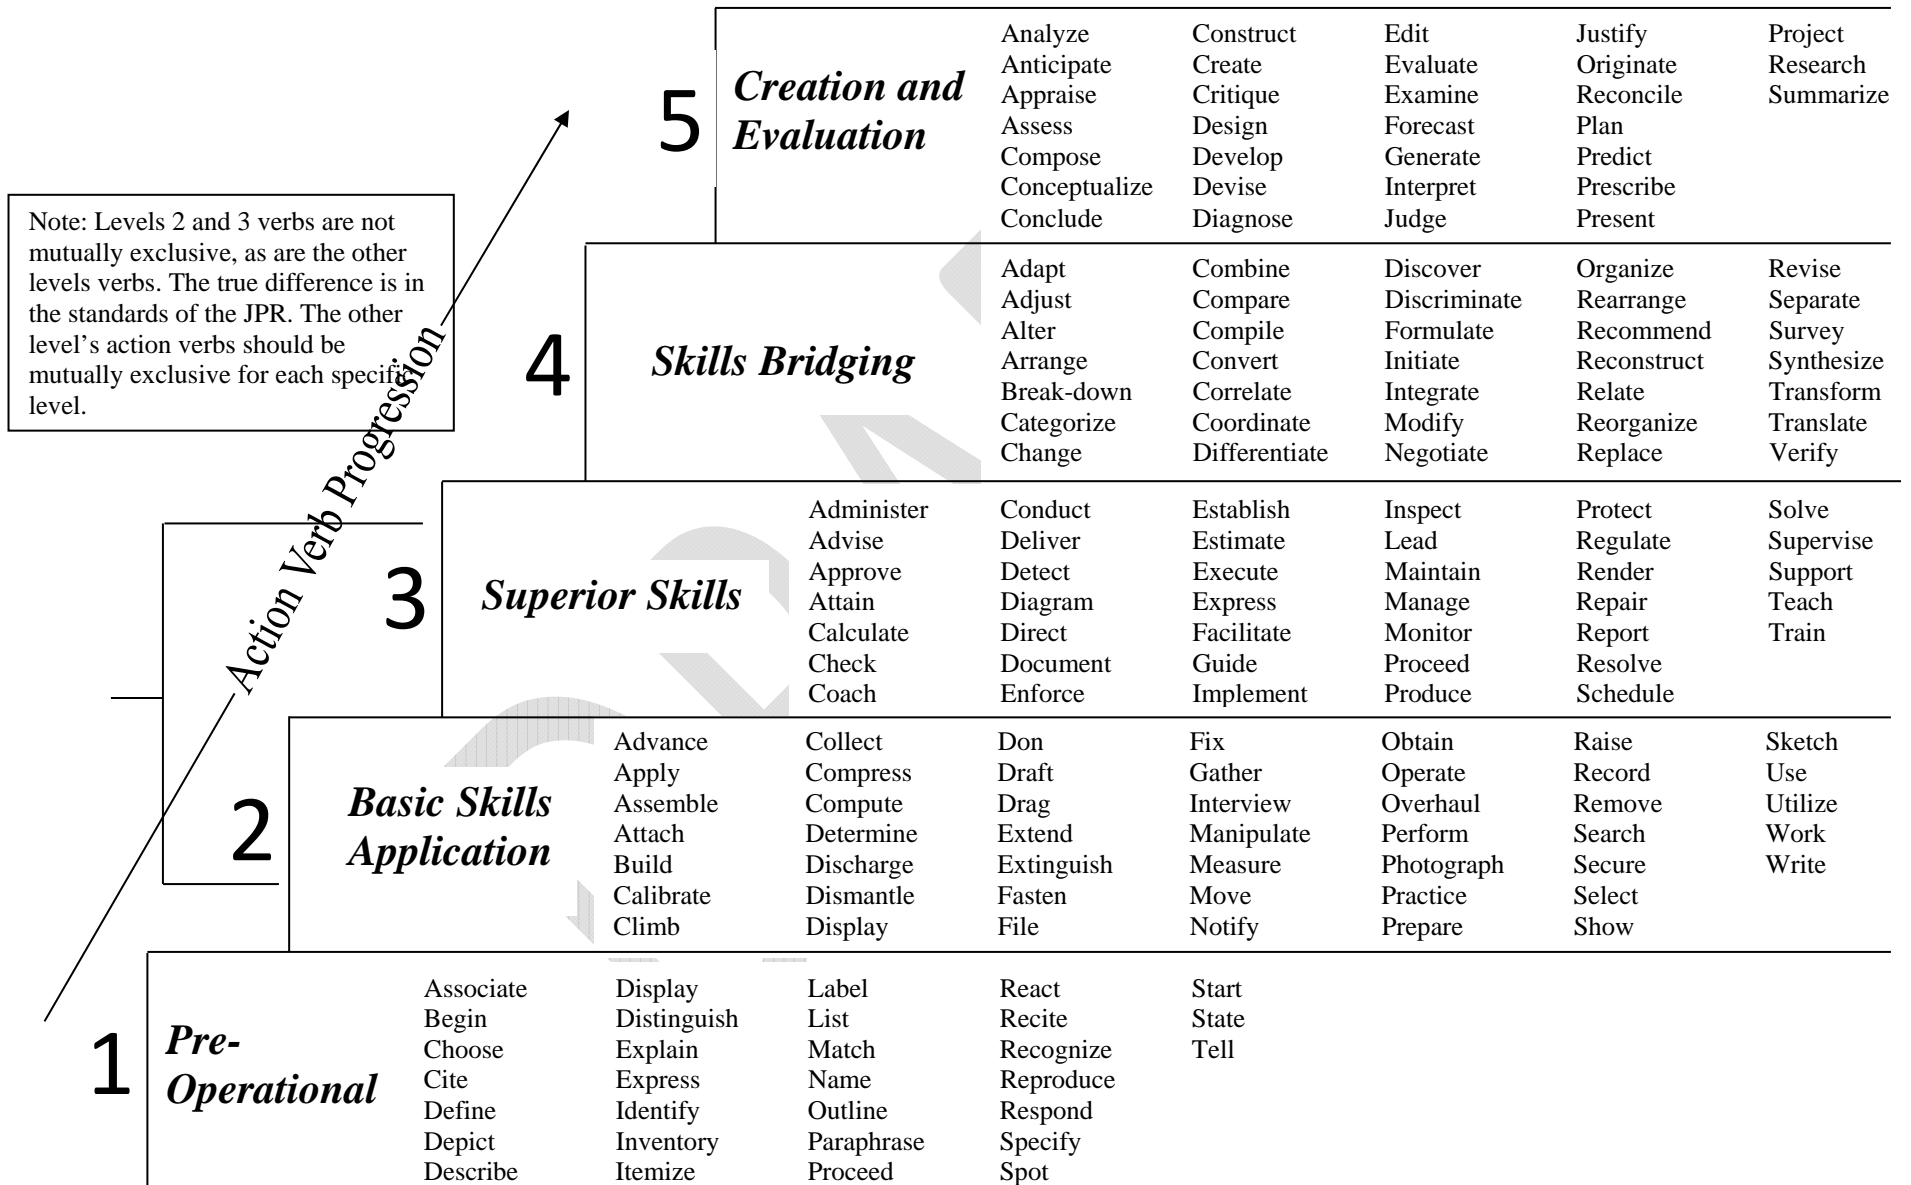 5
Creation and
Evaluation
Analyze Construct Edit Justify Project
Anticipate Create Evaluate Originate Research
Appraise Critique Examine Reconcile Summarize
Assess Design Forecast Plan
Compose Develop Generate Predict
Conceptualize Devise Interpret Prescribe
Conclude Diagnose Judge Present
Note: Levels 2 and 3 verbs are not
mutually exclusive, as are the other
levels verbs. The true difference is in
the standards of the JPR. The other
level’s action verbs should be
mutually exclusive for each specific
level.
Action Verb Progression
4
Skills Bridging
Adapt Combine Discover Organize Revise
Adjust Compare Discriminate Rearrange Separate
Alter Compile Formulate Recommend Survey
Arrange Convert Initiate Reconstruct Synthesize
Break-down Correlate Integrate Relate Transform
Categorize Coordinate Modify Reorganize Translate
Change Differentiate Negotiate Replace Verify
3
Superior Skills
Administer Conduct Establish Inspect Protect Solve
Advise Deliver Estimate Lead Regulate Supervise
Approve Detect Execute Maintain Render Support
Attain Diagram Express Manage Repair Teach
Calculate Direct Facilitate Monitor Report Train
Check Document Guide Proceed Resolve
Coach Enforce Implement Produce Schedule
2
Basic Skills
Application
Advance Collect Don Fix Obtain Raise Sketch
Apply Compress Draft Gather Operate Record Use
Assemble Compute Drag Interview Overhaul Remove Utilize
Attach Determine Extend Manipulate Perform Search Work
Build Discharge Extinguish Measure Photograph Secure Write
Calibrate Dismantle Fasten Move Practice Select
Climb Display File Notify Prepare Show
1
Pre-
Operational
Associate Display Label React Start
Begin Distinguish List Recite State
Choose Explain Match Recognize Tell
Cite Express Name Reproduce
Define Identify Outline Respond
Depict Inventory Paraphrase Specify
Describe Itemize Proceed Spot